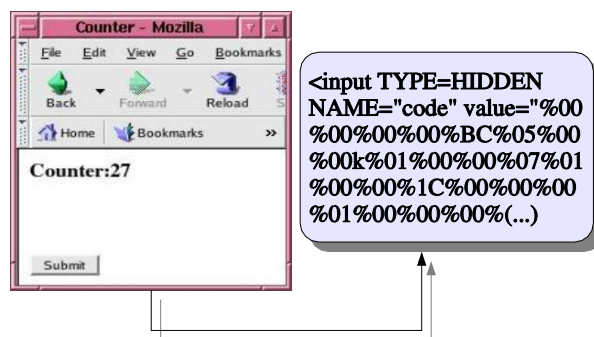 Counter - Mozilla
File Edit View Go Bookmarks
Back Forward Reload S
Home Bookmarks »
Counter:27
Submit
<input TYPE=HIDDEN
NAME="code" value="%00
%00%00%00%BC%05%00
%00k%01%00%00%07%01
%00%00%1C%00%00%00
%01%00%00%00%(...)